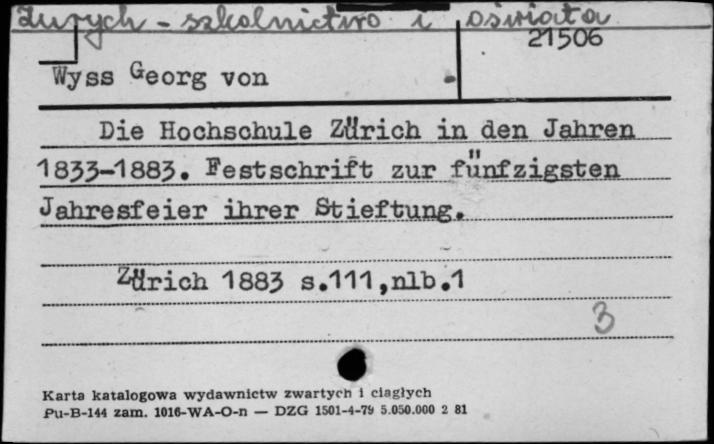 Zurych - szkolnictwo i oświata
21506
Wyss Georg von
Die Hochschule Zürich in den Jahren
1833-1883. Festschrift zur fünfzigsten
Jahresfeier ihrer Stieftung.
Zürich 1883 s.111,nlb.1
3
Karta katalogowa wydawnictw zwartych i ciągłych
Pu-B-144 zam. 1016-WA-O-n — DZG 1501-4-79 5.050.000 2 81